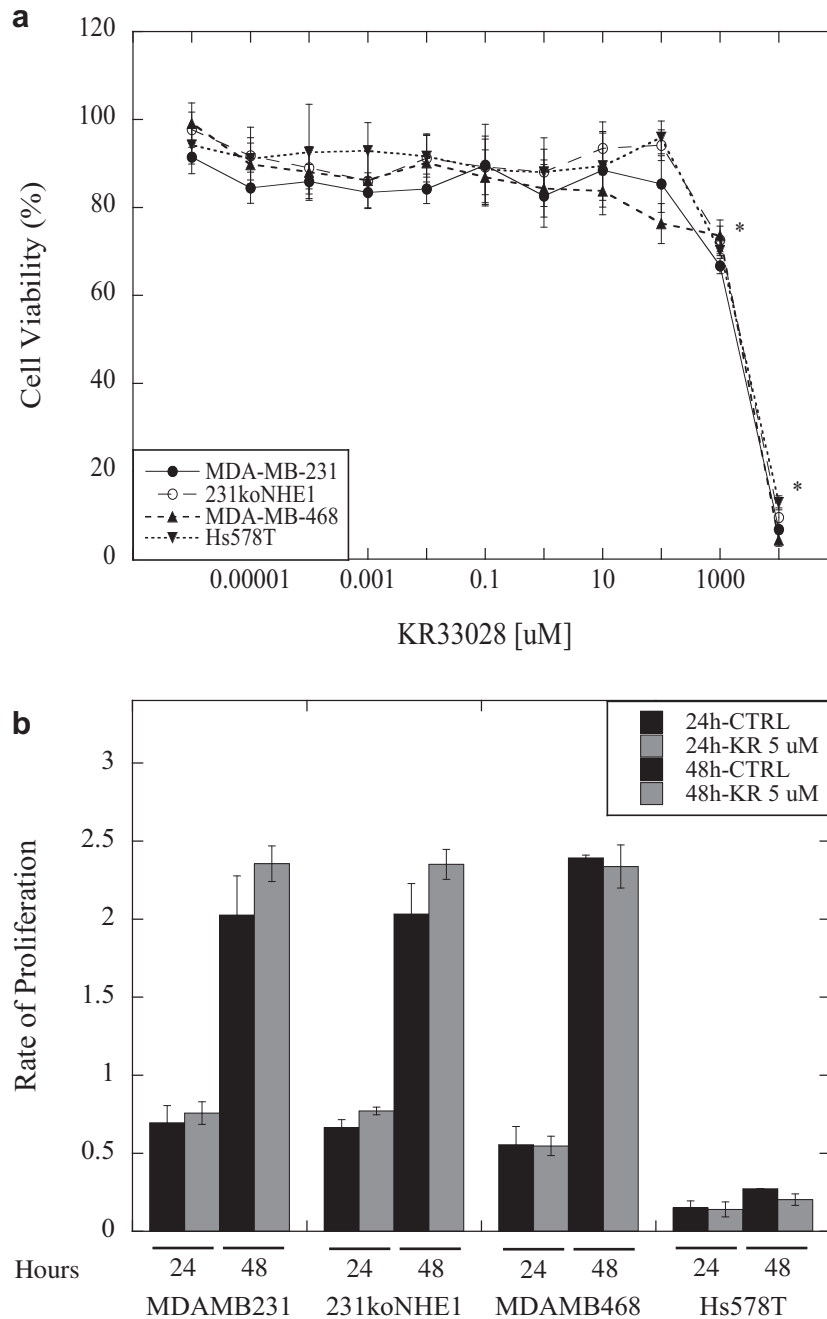 a
120
100
80
60
40
20
0
Cell Viability (%)
MDA-MB-231
231koNHE1
MDA-MB-468
Hs578T
*
*
0.00001 0.001 0.1 10 1000
KR33028 [uM]
b
24h-CTRL
24h-KR 5 uM
48h-CTRL
48h-KR 5 uM
3
2.5
2
1.5
1
0.5
0
Rate of Proliferation
Hours 24 48 24 48 24 48 24 48
MDAMB231 231koNHE1 MDAMB468 Hs578T